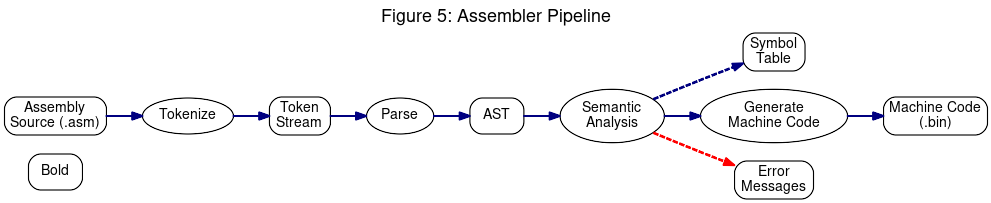 Figure 5: Assembler Pipeline
Assembly
Source (.asm)
Tokenize
Token
Stream
Parse
AST
Semantic
Analysis
Symbol
Table
Generate
Machine Code
Machine Code
(.bin)
Error
Messages
Bold